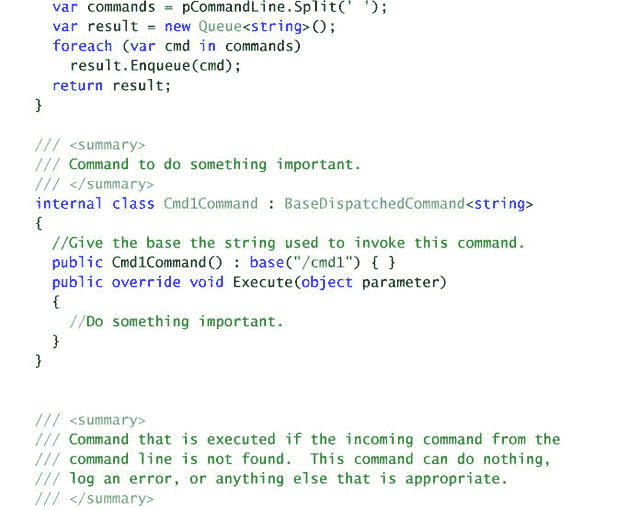 var commands = pCommandLine.Split(' ');
var result = new Queue<string>();
foreach (var cmd in commands)
result.Enqueue(cmd);
return result;
}
/// <summary>
/// Command to do something important.
/// </summary>
internal class Cmd1Command : BaseDispatchedCommand<string>
{
//Give the base the string used to invoke this command.
public Cmd1Command() : base("/cmd1") { }
public override void Execute(object parameter)
{
//Do something important.
}
}
/// <summary>
/// Command that is executed if the incoming command from the
/// command line is not found.  This command can do nothing,
/// log an error, or anything else that is appropriate.
/// </summary>